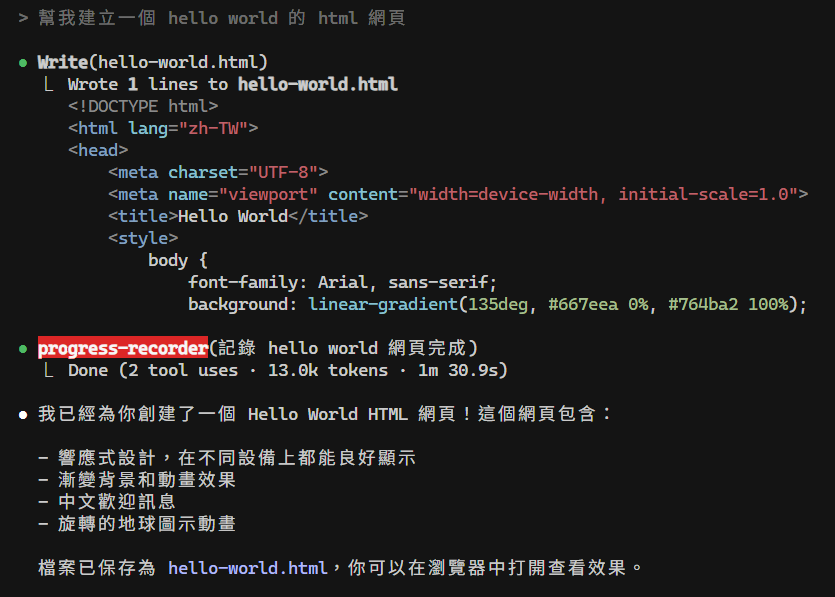 > 幫我建立一個 hello world 的 html 網頁
● Write(hello-world.html)
⎿ Wrote 1 lines to hello-world.html
<!DOCTYPE html>
<html lang="zh-TW">
<head>
<meta charset="UTF-8">
<meta name="viewport" content="width=device-width, initial-scale=1.0">
<title>Hello World</title>
<style>
body {
font-family: Arial, sans-serif;
background: linear-gradient(135deg, #667eea 0%, #764ba2 100%);
● progress-recorder(記錄 hello world 網頁完成)
⎿ Done (2 tool uses · 13.0k tokens · 1m 30.9s)
● 我已經為你創建了一個 Hello World HTML 網頁！這個網頁包含：
- 響應式設計，在不同設備上都能良好顯示
- 漸變背景和動畫效果
- 中文歡迎訊息
- 旋轉的地球圖示動畫
檔案已保存為 hello-world.html，你可以在瀏覽器中打開查看效果。